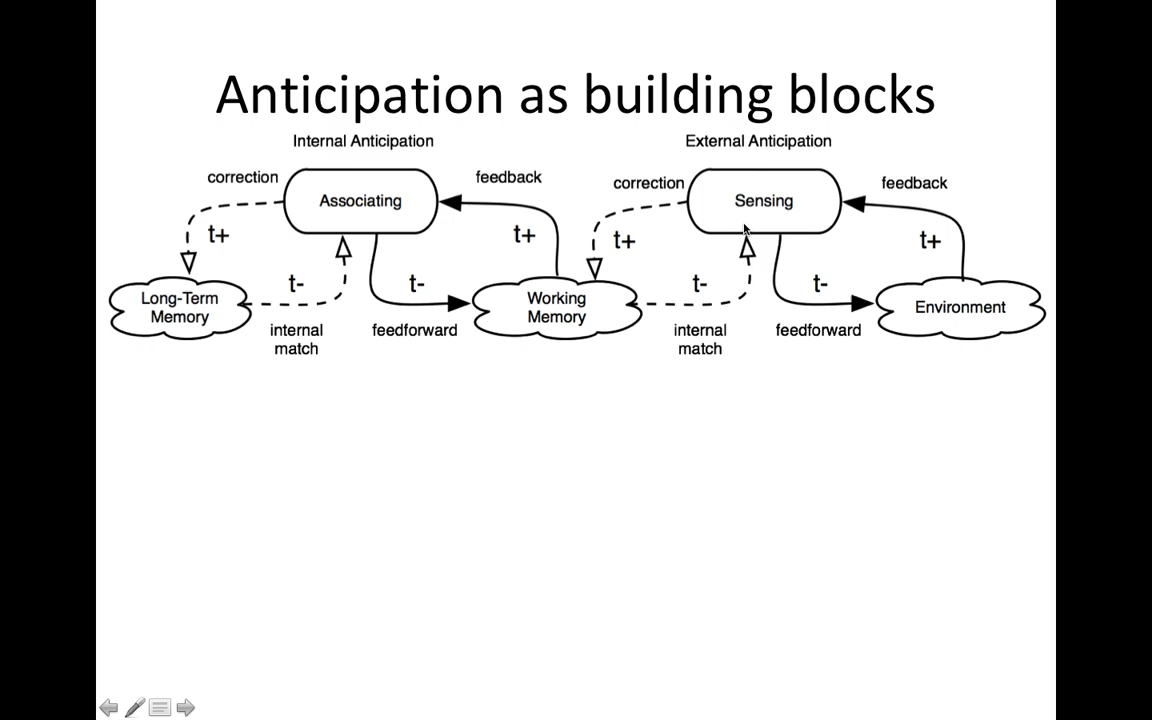 Anticipation as building blocks
Internal Anticipation
External Anticipation
correction
Associating
feedback
correction
Sensing
feedback
t+
t+
t+
t+
Long-Term
Memory
t-
t-
Working
Memory
t-
t-
Environment
internal
match
feedforward
internal
match
feedforward